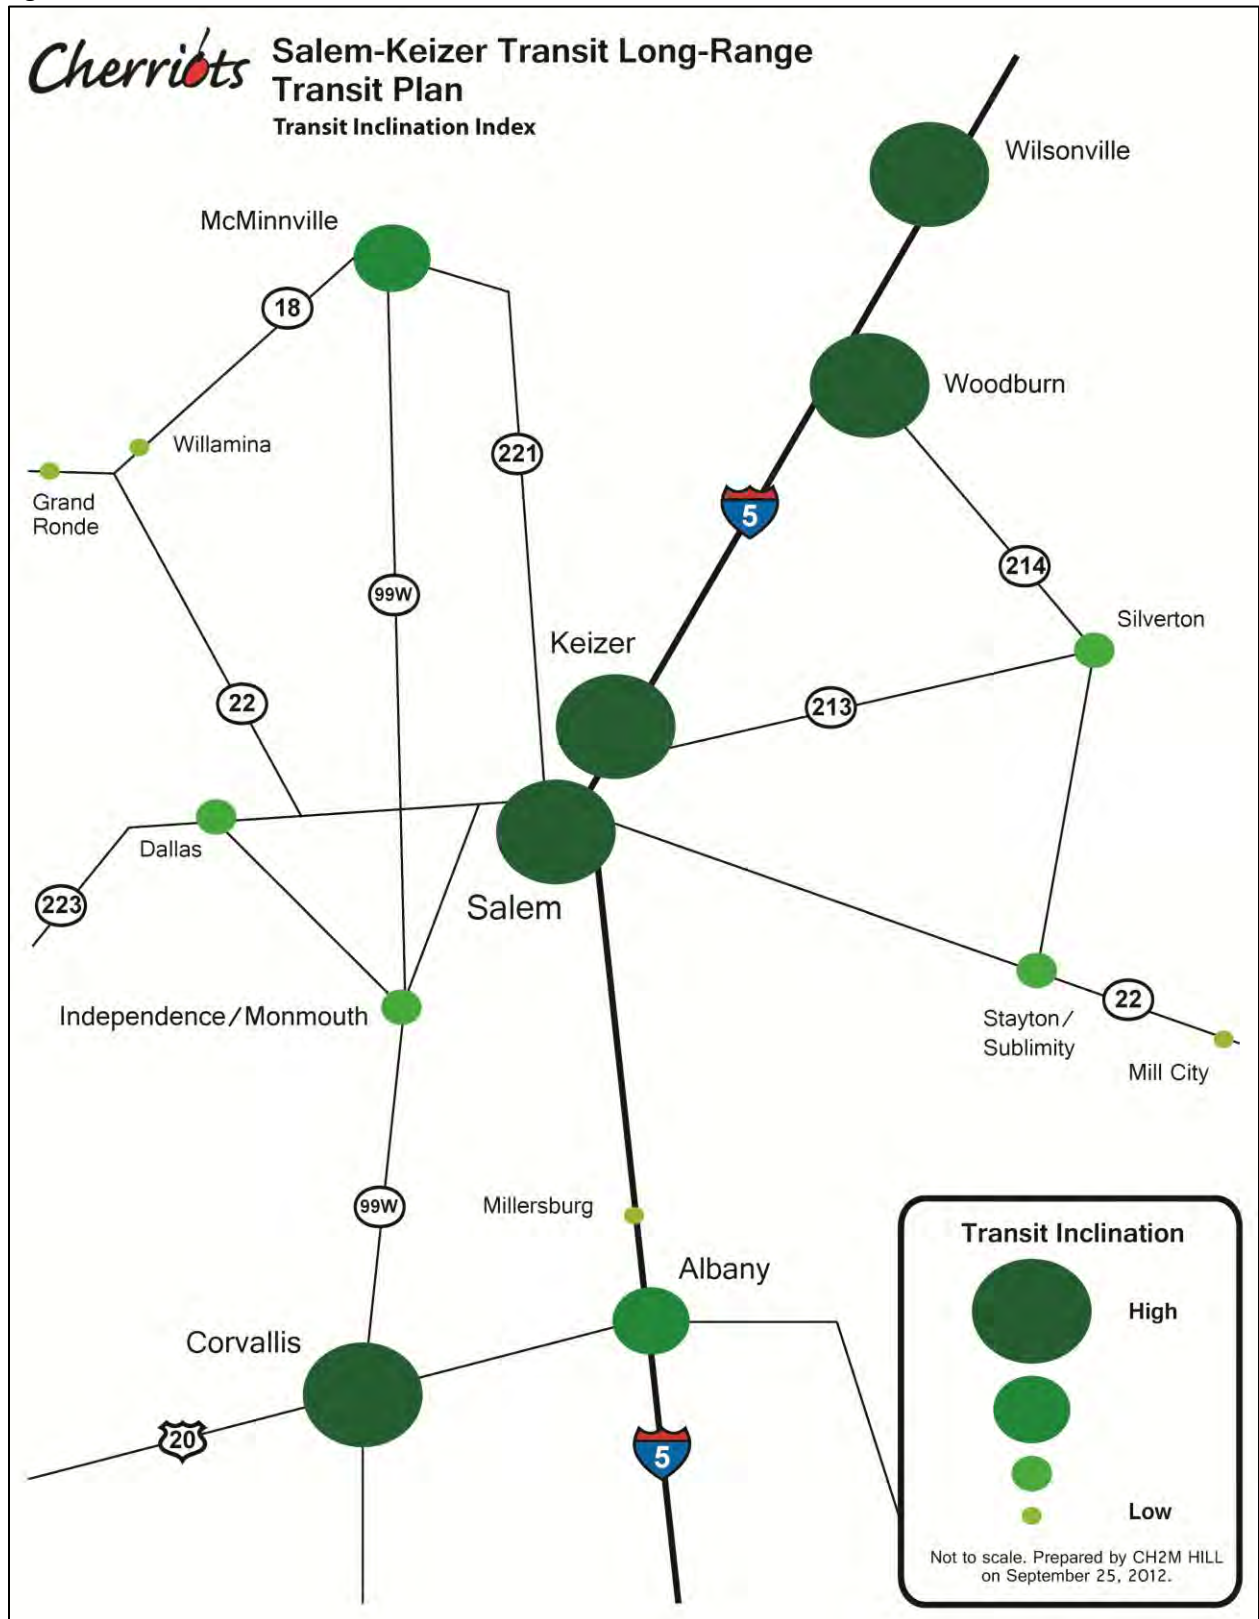 Cherriots
Salem-Keizer Transit Long-Range
Transit Plan
Transit Inclination Index
Wilsonville
McMinnville
18
Woodburn
Willamina
221
Grand
Ronde
5
214
99W
Silverton
Keizer
22
213
Dallas
223
Salem
Independence/Monmouth
22
Stayton/
Sublimity
Mill City
99W
Millersburg
Albany
Corvallis
20
5
Transit Inclination
High
Low
Not to scale. Prepared by CH2M HILL
on September 25, 2012.